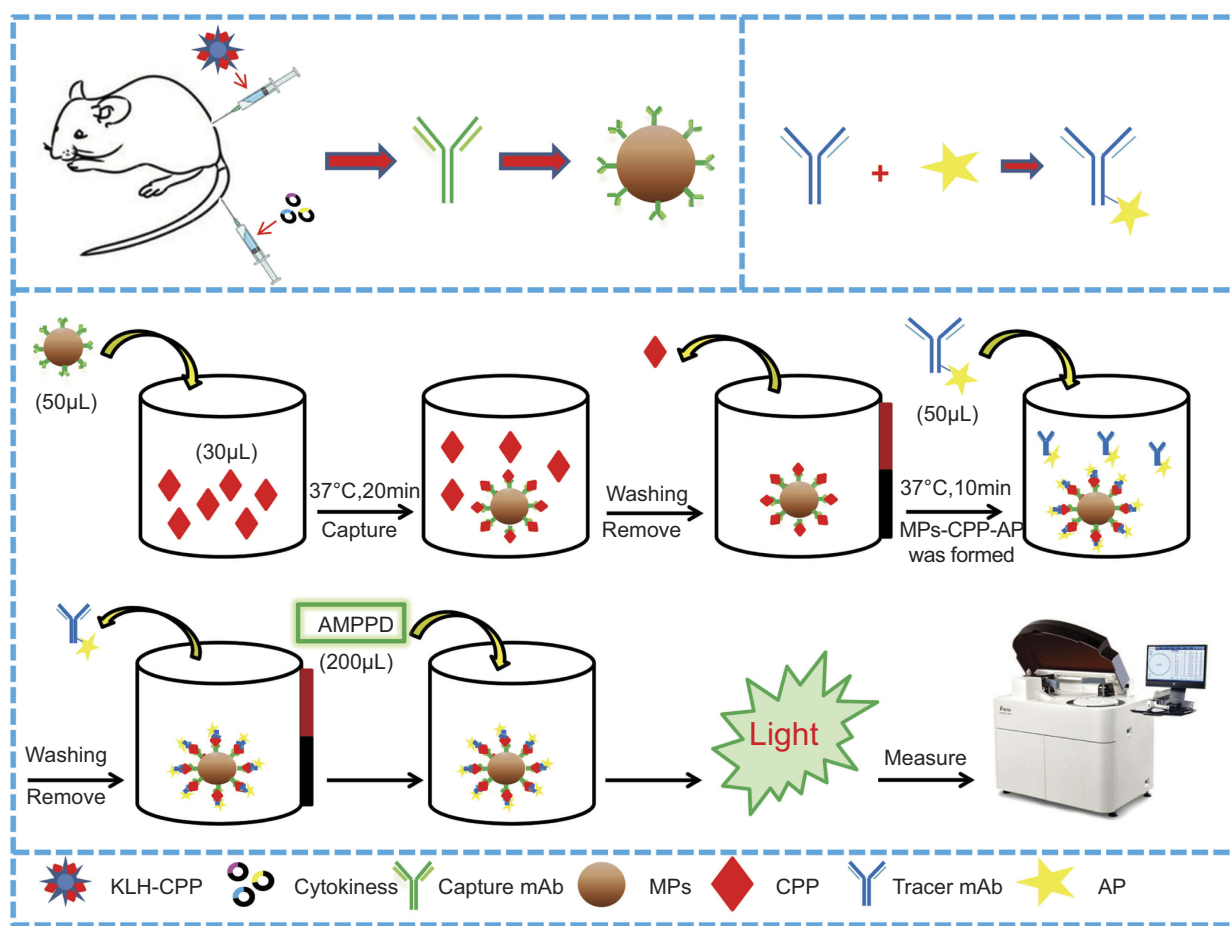 +
(50μL)
(30μL)
37°C,20min
Capture
Washing
Remove
(50μL)
37°C,10min
MPs-CPP-AP
was formed
Washing
Remove
AMPPD
(200μL)
Light
Measure
KLH-CPP
Cytokiness
Capture mAb
MPs
CPP
Tracer mAb
AP